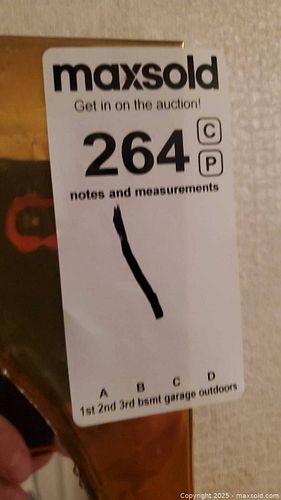 maxsold
Get in on the auction!
264 C
P
notes and measurements
A B C D
1st 2nd 3rd bsmt garage outdoors
Copyright 2025 - maxsold.com